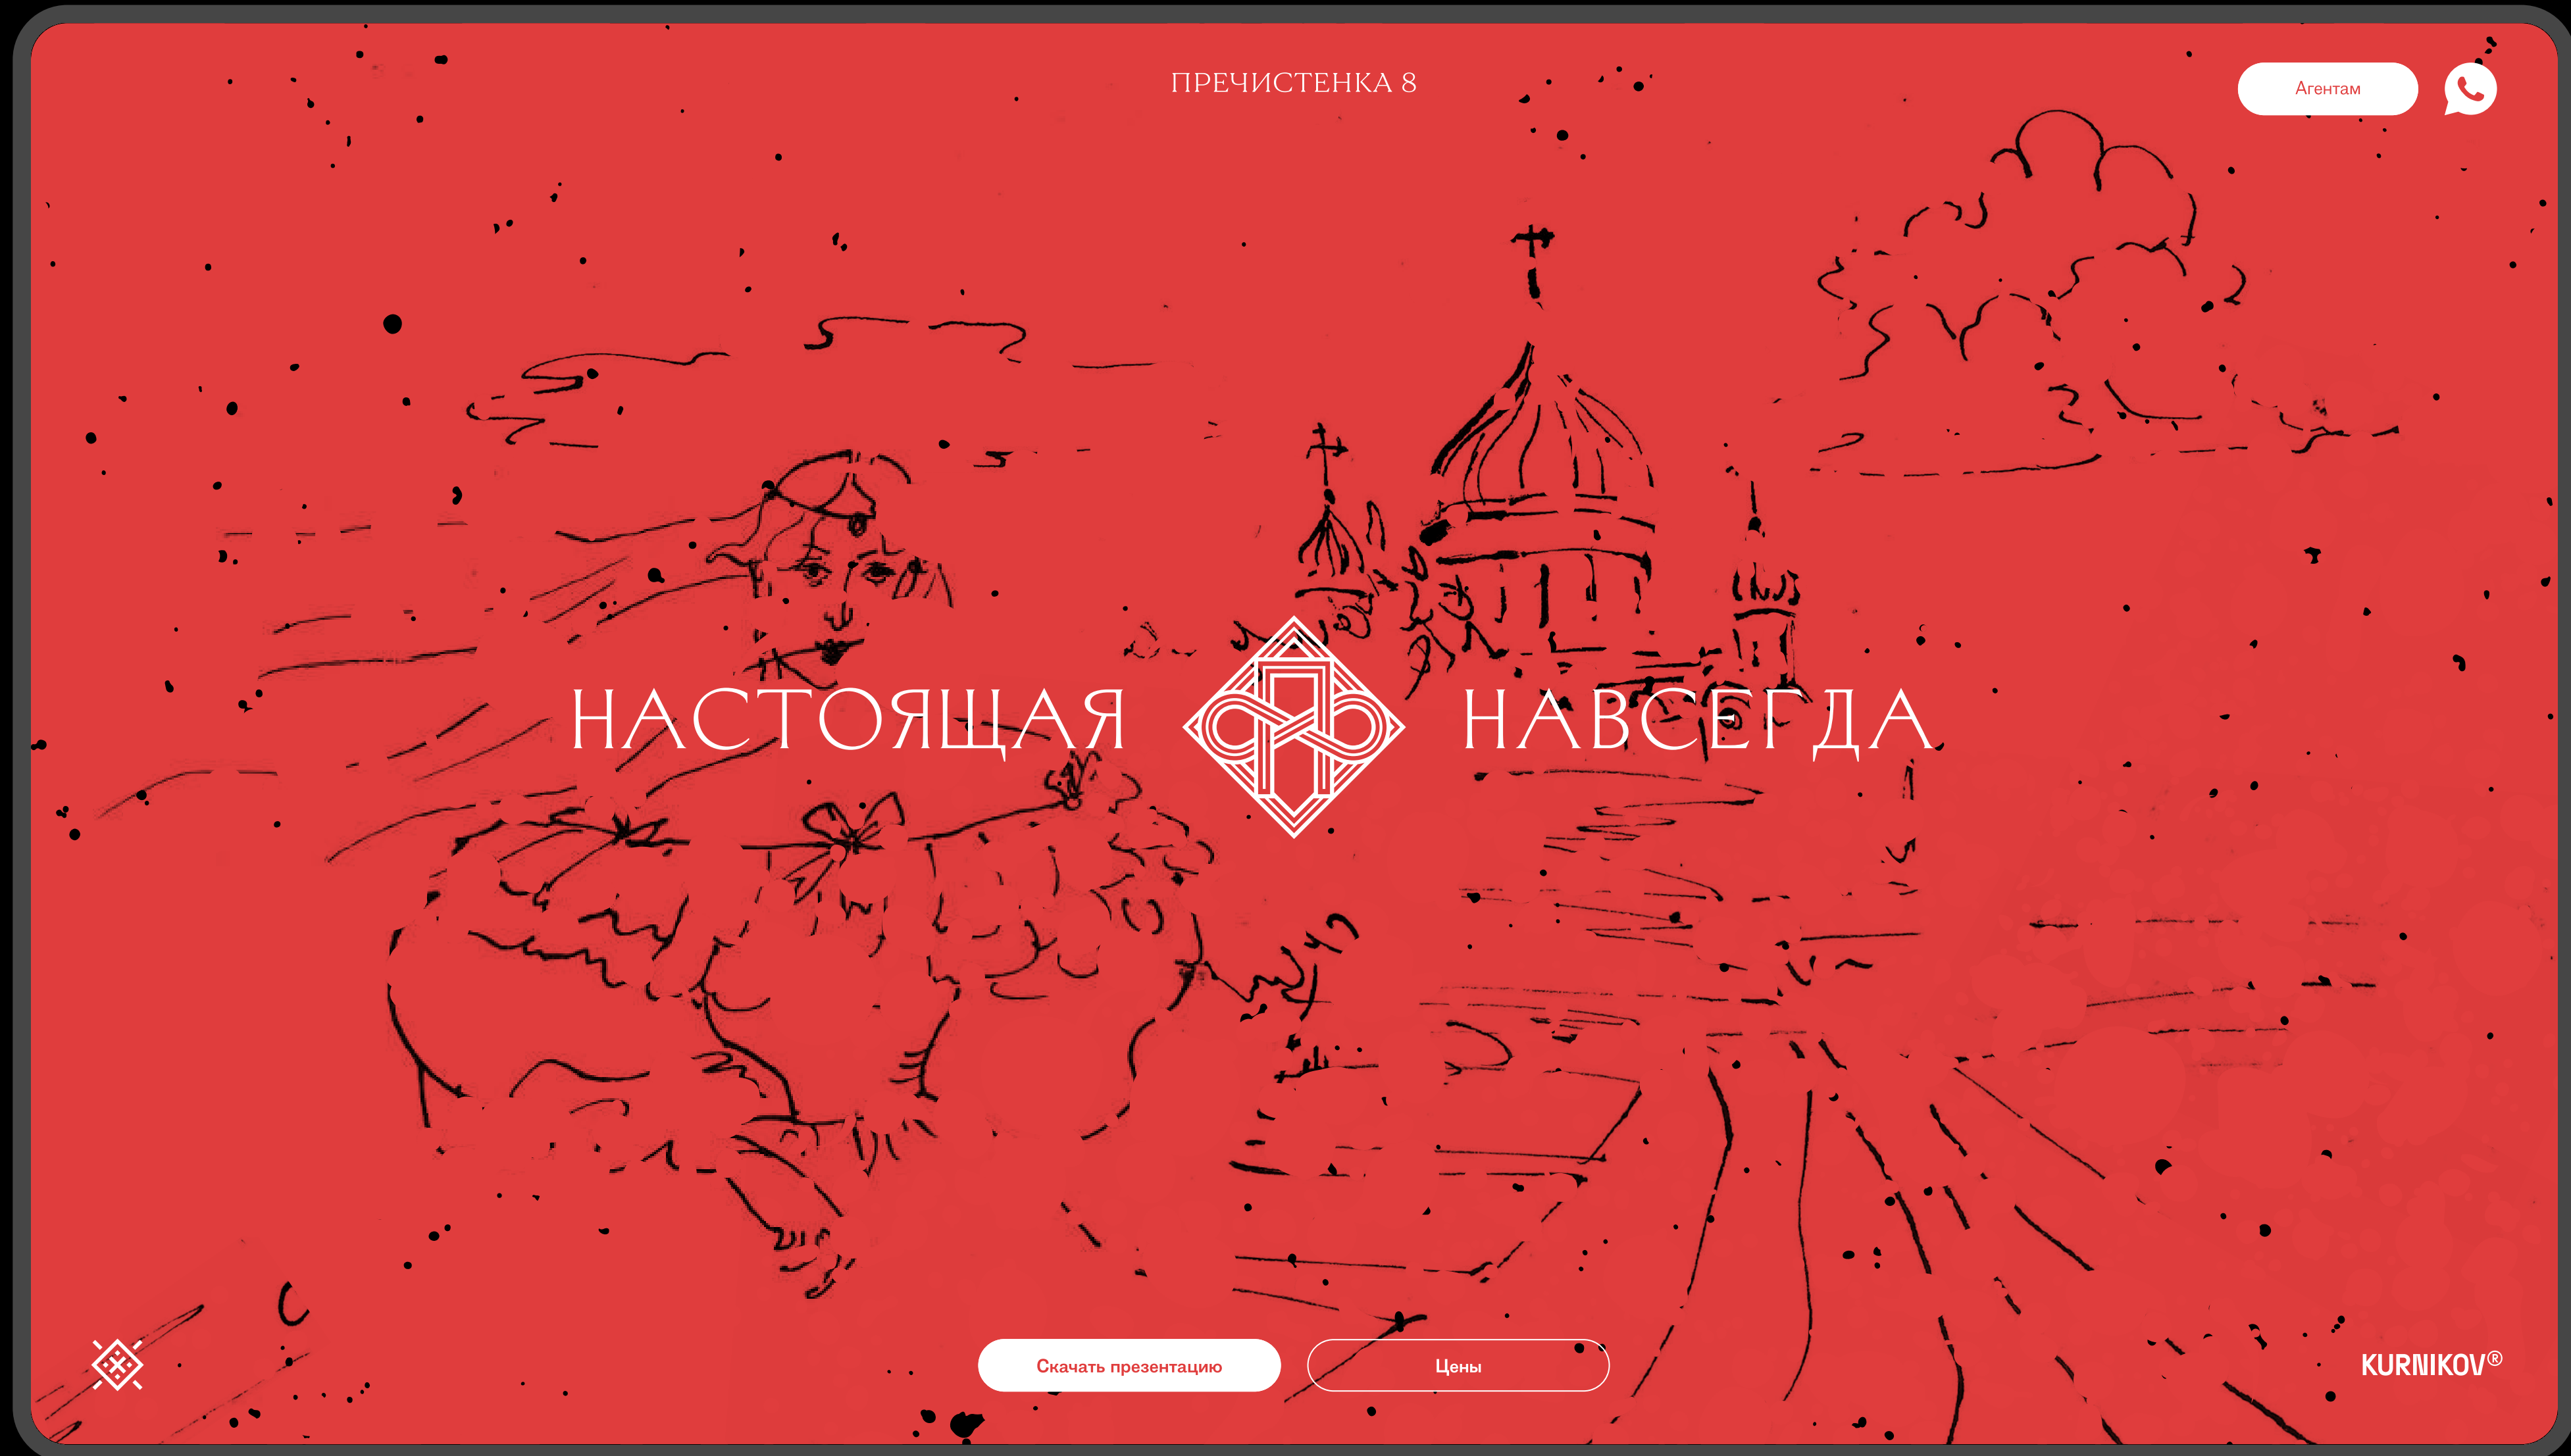 ПРЕЧИСТЕНКА 8
Агентам
НАСТОЯЩАЯ НАВСЕГДА
Скачать презентацию
Цены
KURNIKOV®